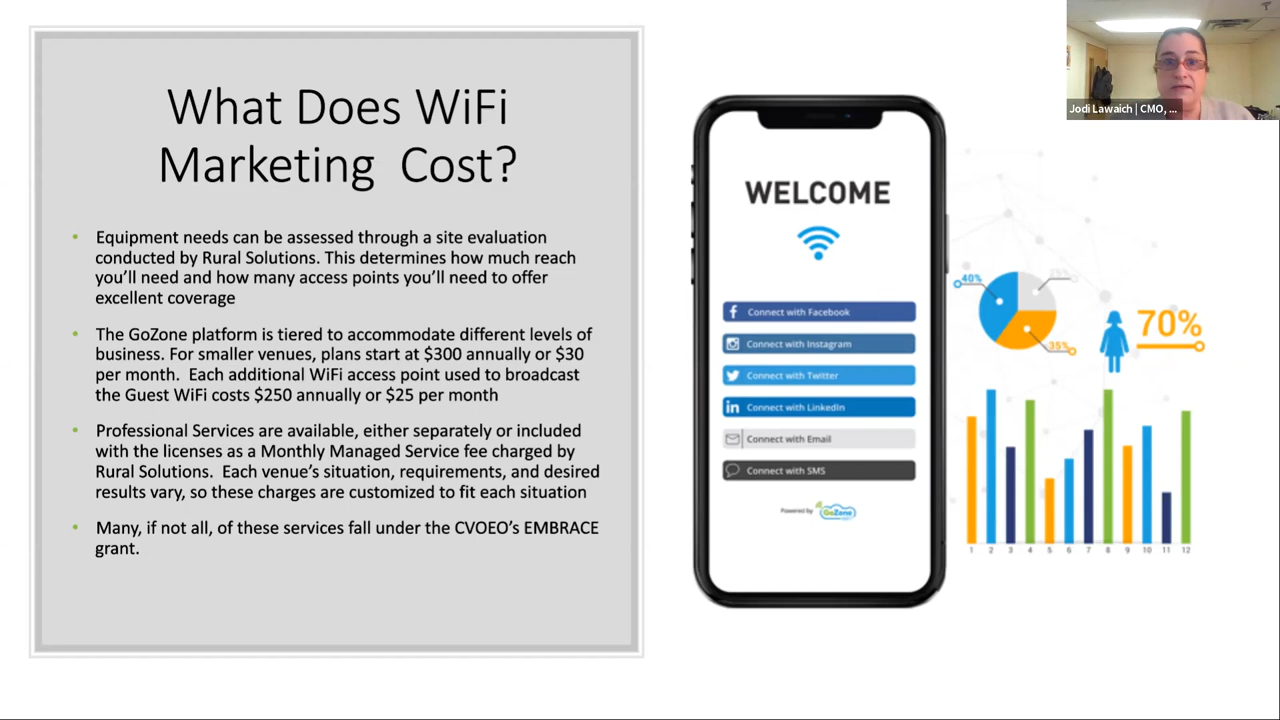 What Does WiFi
Marketing Cost?
Equipment needs can be assessed through a site evaluation
conducted by Rural Solutions. This determines how much reach
you'll need and how many access points you'll need to offer
excellent coverage
The GoZone platform is tiered to accommodate different levels of
business. For smaller venues, plans start at $300 annually or $30
per month. Each additional WiFi access point used to broadcast
the Guest WiFi costs $250 annually or $25 per month
Professional Services are available, either separately or included
with the licenses as a Monthly Managed Service fee charged by
Rural Solutions. Each venue's situation, requirements, and desired
results vary, so these charges are customized to fit each situation
Many, if not all, of these services fall under the CVOEO's EMBRACE
grant.
WELCOME
Connect with Facebook
Connect with Instagram
Connect with Twitter
Connect with LinkedIn
Connect with Email
Connect with SMS
Powered by GoZone
40%
25%
35%
70%
1 2 3 4 5 6 7 8 9 10 11 12
Jodi Lawaich | CMO, ...